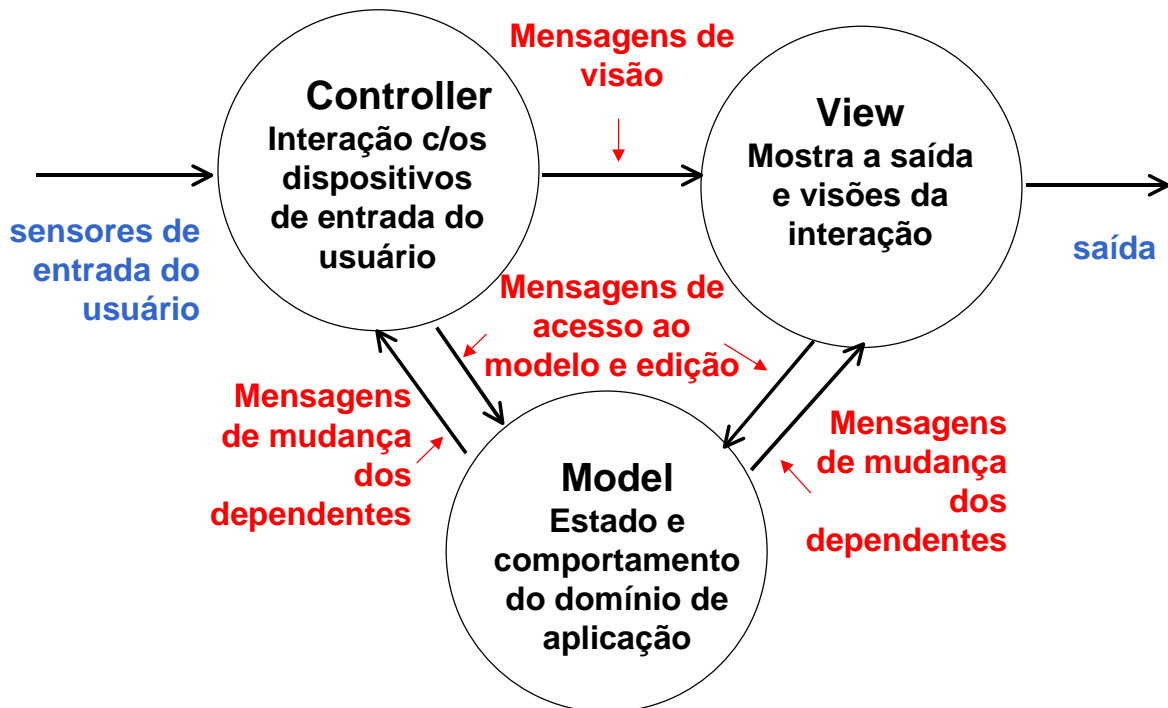 Mensagens de
visão
Controller
Interação c/os
dispositivos
de entrada do
usuário
View
Mostra a saída
e visões da
interação
sensores de
entrada do
usuário
saída
Mensagens de
acesso ao
modelo e edição
Mensagens
de mudança
dos
dependentes
Mensagens
de mudança
dos
dependentes
Model
Estado e
comportamento
do domínio de
aplicação